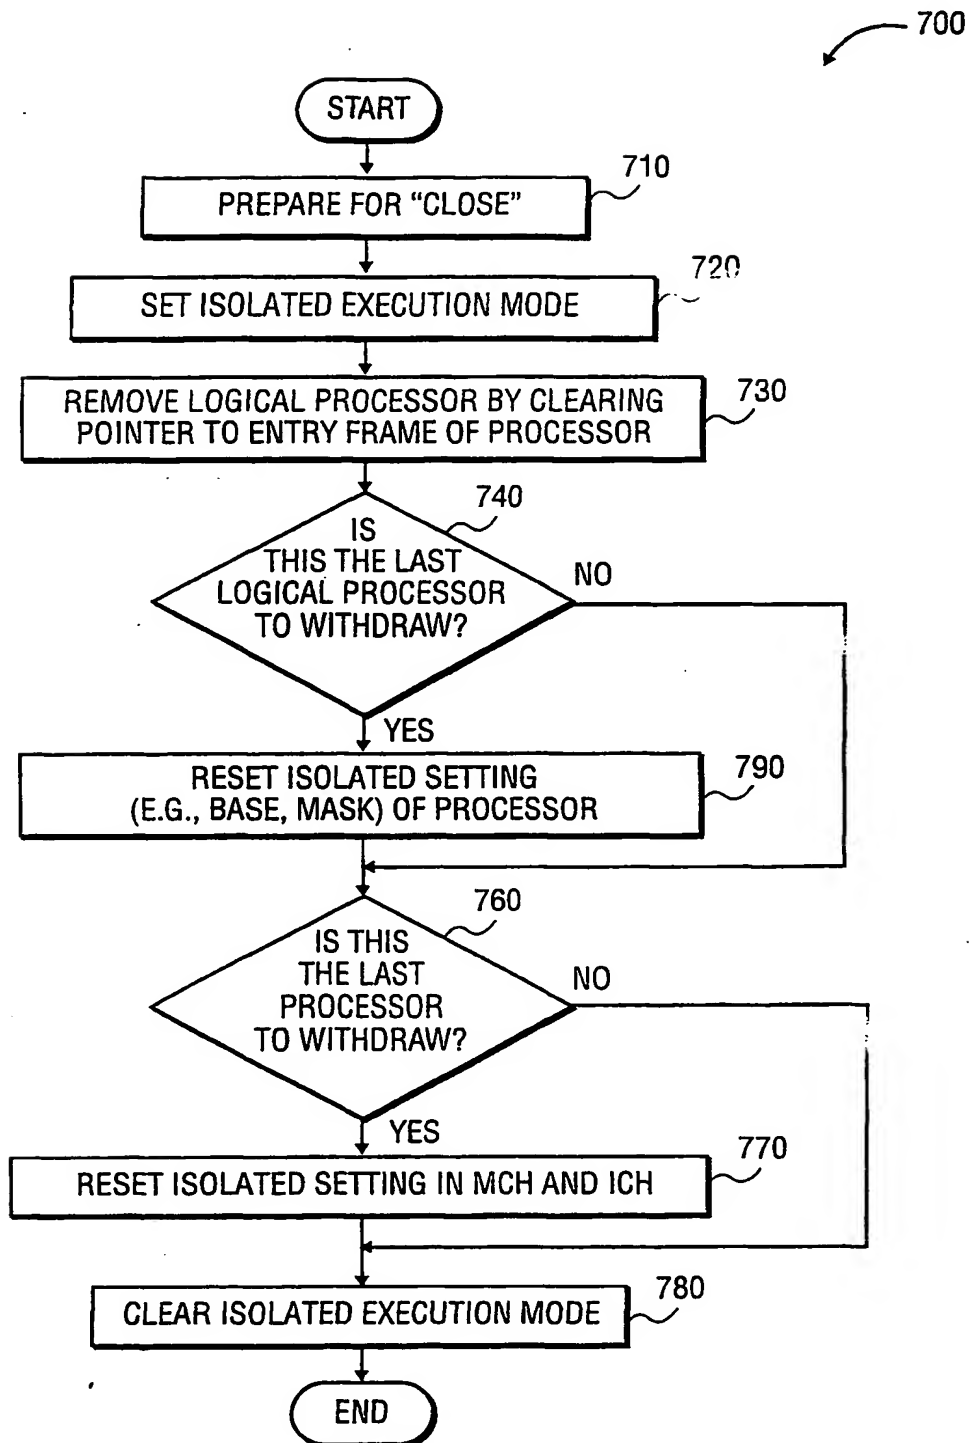 700
START
710
PREPARE FOR “CLOSE”
720
SET ISOLATED EXECUTION MODE
730
REMOVE LOGICAL PROCESSOR BY CLEARING
POINTER TO ENTRY FRAME OF PROCESSOR
740
IS
THIS THE LAST
LOGICAL PROCESSOR
TO WITHDRAW?
NO
YES
790
RESET ISOLATED SETTING
(E.G., BASE, MASK) OF PROCESSOR
760
IS THIS
THE LAST
PROCESSOR
TO WITHDRAW?
NO
YES
770
RESET ISOLATED SETTING IN MCH AND ICH
780
CLEAR ISOLATED EXECUTION MODE
END